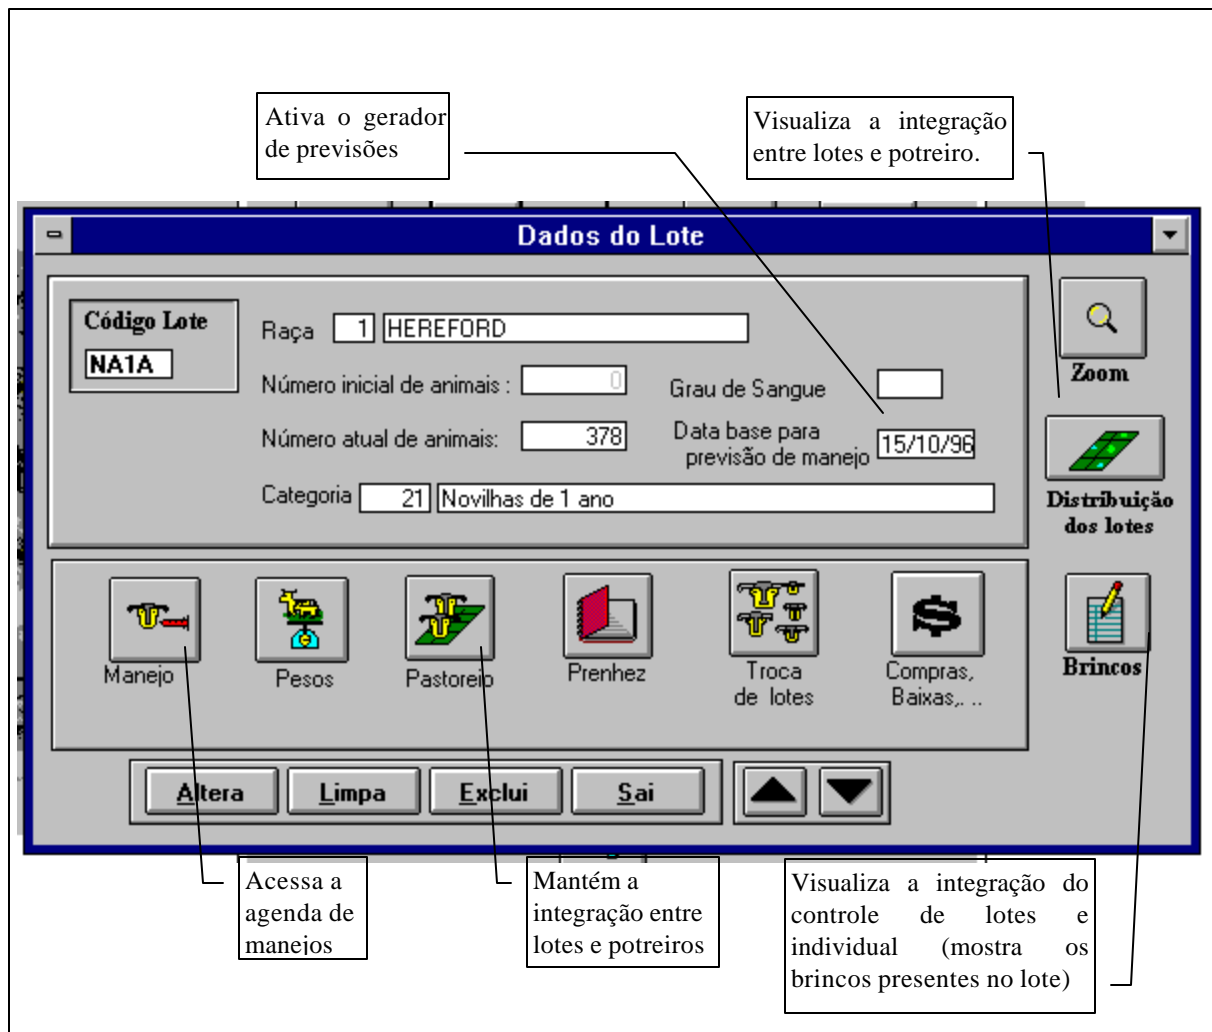 Ativa o gerador
de previsões
Visualiza a integração
entre lotes e potreiro.
Dados do Lote
Código Lote
NA1A
Raça 1 HEREFORD
Número inicial de animais : 0
Grau de Sangue
Número atual de animais: 378
Data base para
previsão de manejo 15/10/96
Categoria 21 Novilhas de 1 ano
Zoom
Distribuição
dos lotes
Brincos
Manejo
Pesos
Pastoreio
Prenhez
Troca
de lotes
Compras,
Baixas,. ..
Altera
Limpa
Exclui
Sai
Acessa a
agenda de
manejos
Mantém a
integração entre
lotes e potreiros
Visualiza a integração do
controle de lotes e
individual (mostra os
brincos presentes no lote)